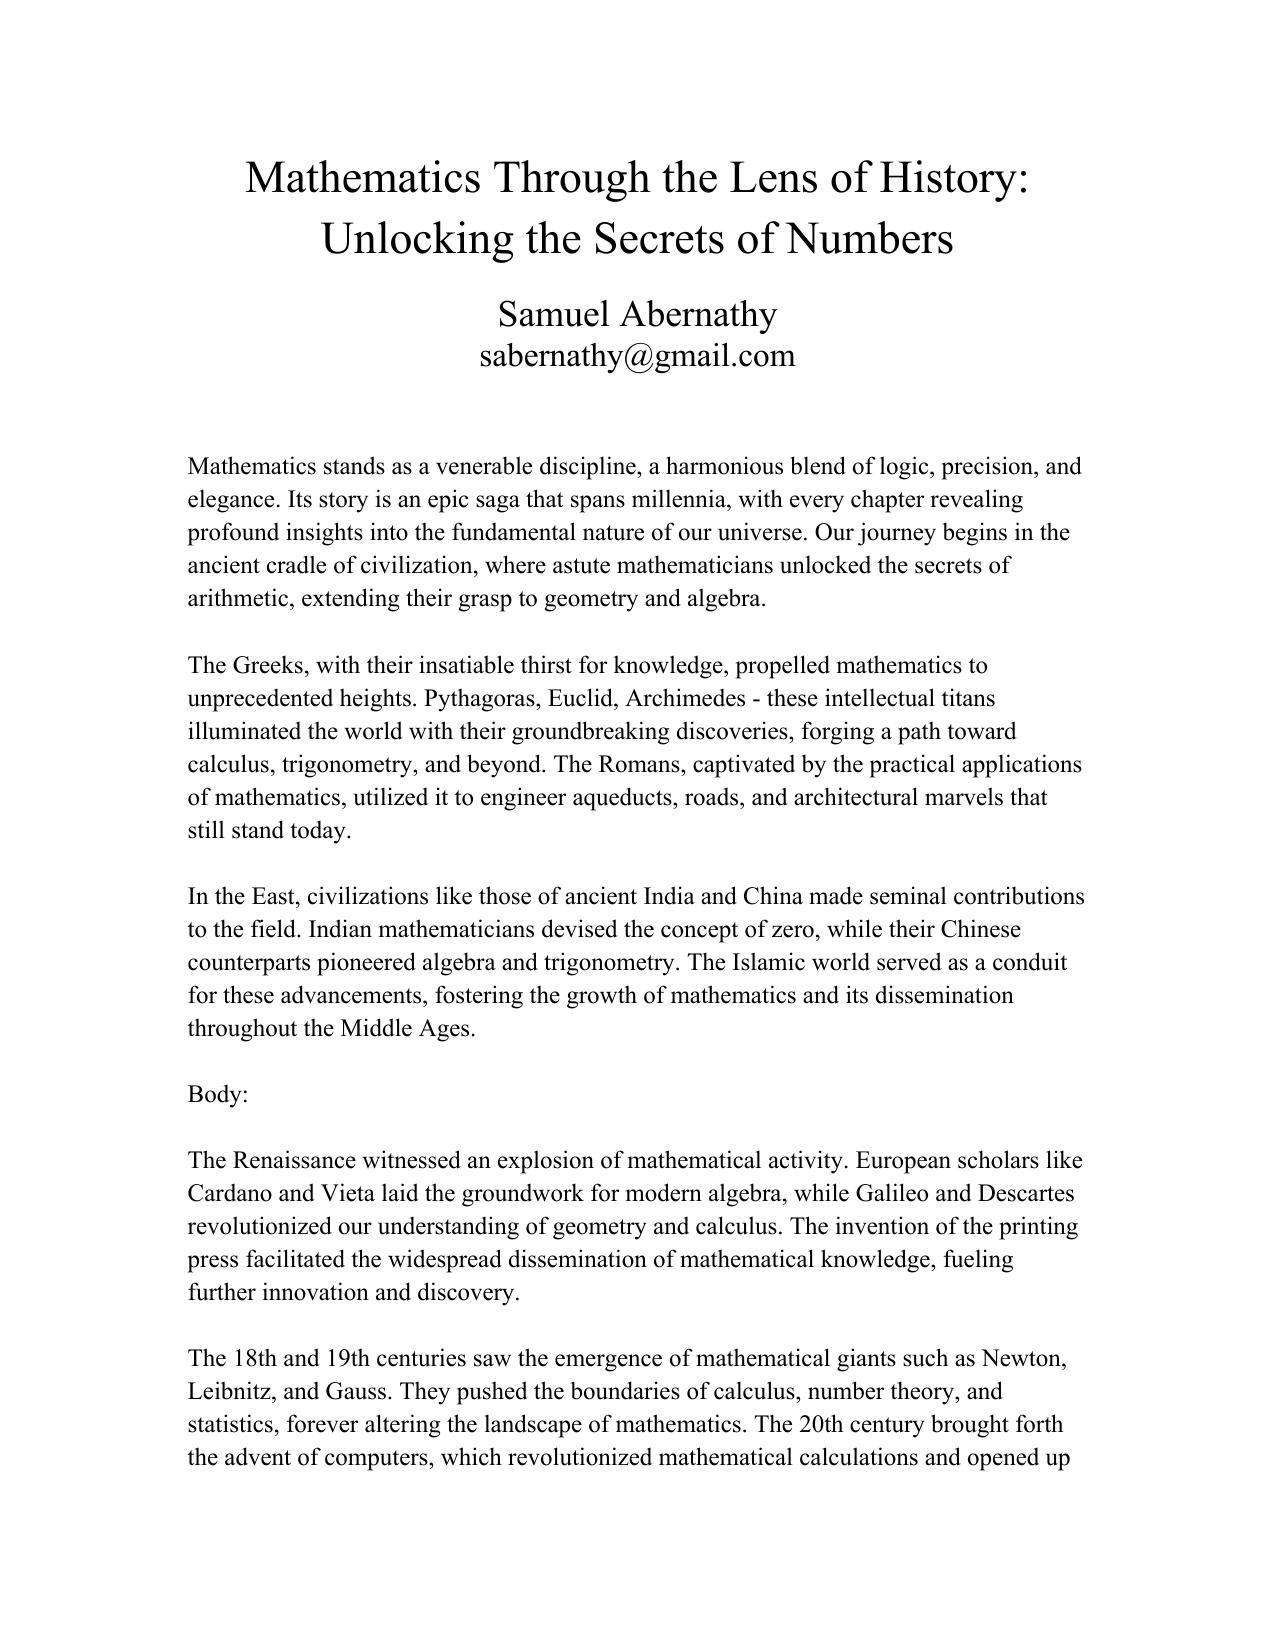 Mathematics Through the Lens of History:
Unlocking the Secrets of Numbers
Samuel Abernathy
sabernathy@gmail.com
Mathematics stands as a venerable discipline, a harmonious blend of logic, precision, and
elegance. Its story is an epic saga that spans millennia, with every chapter revealing
profound insights into the fundamental nature of our universe. Our journey begins in the
ancient cradle of civilization, where astute mathematicians unlocked the secrets of
arithmetic, extending their grasp to geometry and algebra.
The Greeks, with their insatiable thirst for knowledge, propelled mathematics to
unprecedented heights. Pythagoras, Euclid, Archimedes - these intellectual titans
illuminated the world with their groundbreaking discoveries, forging a path toward
calculus, trigonometry, and beyond. The Romans, captivated by the practical applications
of mathematics, utilized it to engineer aqueducts, roads, and architectural marvels that
still stand today.
In the East, civilizations like those of ancient India and China made seminal contributions
to the field. Indian mathematicians devised the concept of zero, while their Chinese
counterparts pioneered algebra and trigonometry. The Islamic world served as a conduit
for these advancements, fostering the growth of mathematics and its dissemination
throughout the Middle Ages.
Body:
The Renaissance witnessed an explosion of mathematical activity. European scholars like
Cardano and Vieta laid the groundwork for modern algebra, while Galileo and Descartes
revolutionized our understanding of geometry and calculus. The invention of the printing
press facilitated the widespread dissemination of mathematical knowledge, fueling
further innovation and discovery.
The 18th and 19th centuries saw the emergence of mathematical giants such as Newton,
Leibnitz, and Gauss. They pushed the boundaries of calculus, number theory, and
statistics, forever altering the landscape of mathematics. The 20th century brought forth
the advent of computers, which revolutionized mathematical calculations and opened up